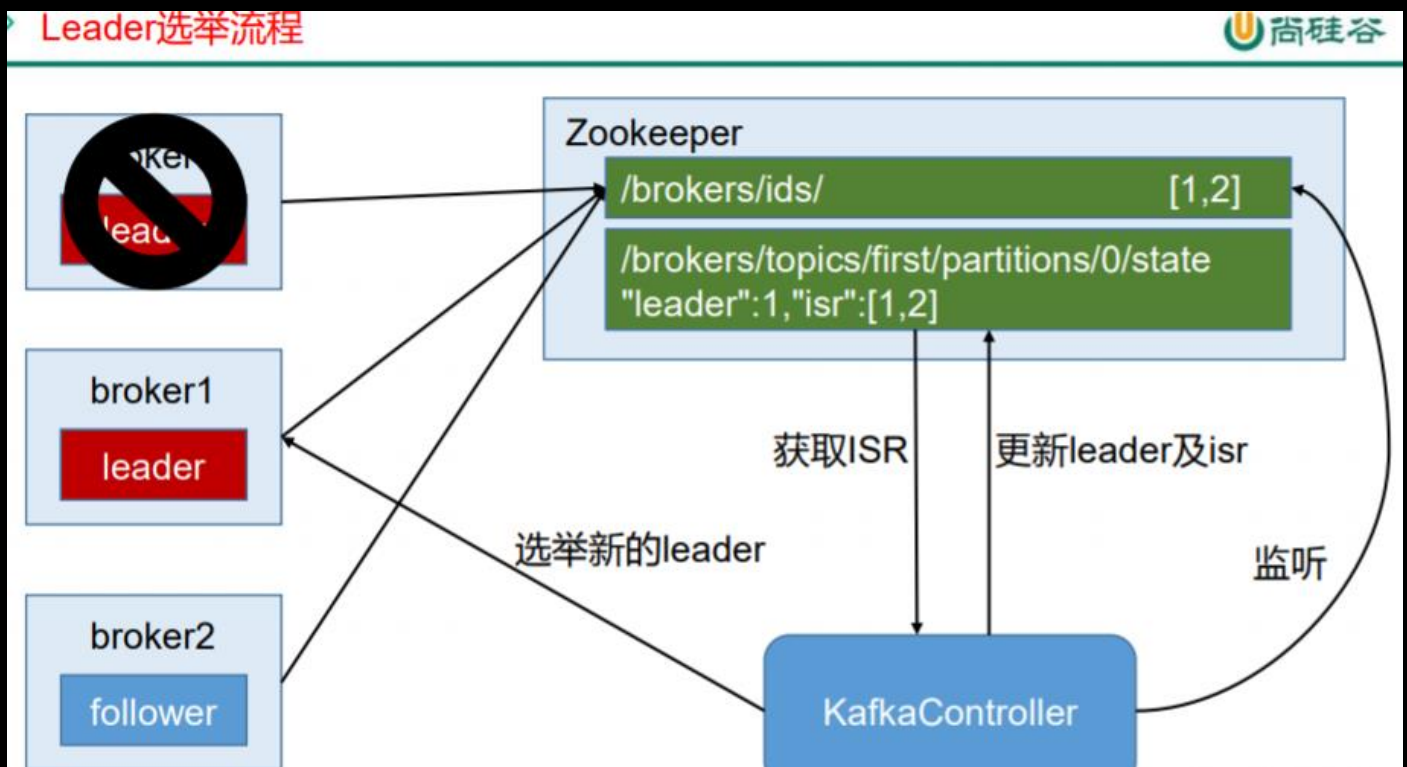 Leader选举流程
尚硅谷
Zookeeper
/brokers/ids/ [1,2]
/brokers/topics/first/partitions/0/state
"leader":1,"isr":[1,2]
broker1
leader
broker2
follower
获取ISR
更新leader及isr
选举新的leader
监听
KafkaController